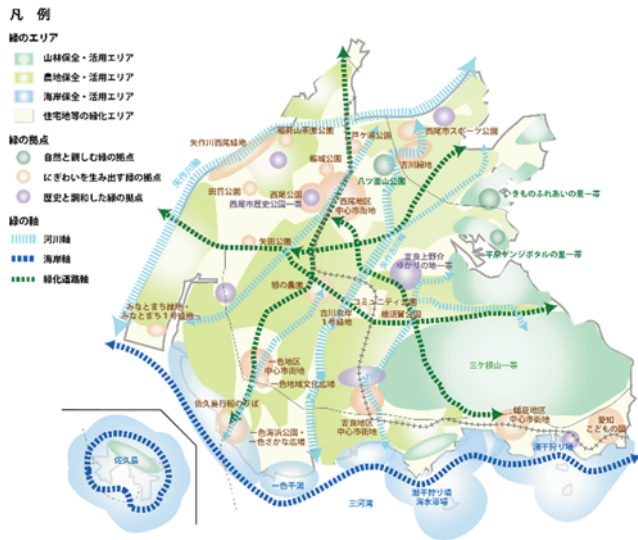 凡 例
緑のエリア
山林保全・活用エリア
農地保全・活用エリア
海岸保全・活用エリア
住宅地等の緑化エリア
緑の拠点
自然と親しむ緑の拠点
にぎわいを生み出す緑の拠点
歴史と調和した緑の拠点
緑の軸
河川軸
海岸軸
緑化道路軸
稲荷山茶園公園
戸ケ浦公園
西尾市スポーツ公園
矢作川西尾緑地
古川緑地
鶴城公園
矢作川軸
八ツ面山公園
田貫公園
いきものふれあいの里一帯
西尾公園
西尾市歴史公園一帯
西尾地区
中心市街地
平原ゲンジボタルの里一帯
矢田公園
矢作古川軸
吉良上野介
ゆかりの地一帯
憩の農園
コミュニティ公園
横須賀公園
みなとまち緑地・
みなとまち1号緑地
1号緑地
三ケ根山一帯
一色地区
中心市街地
一色地域文化広場
佐久島行船のりば
吉良地区
中心市街地
幡豆地区
中心市街地
愛知
こどもの国
一色海浜公園・
一色さかな広場
潮干狩り場
佐久島
一色干潟
三河湾
潮干狩り場
海水浴場